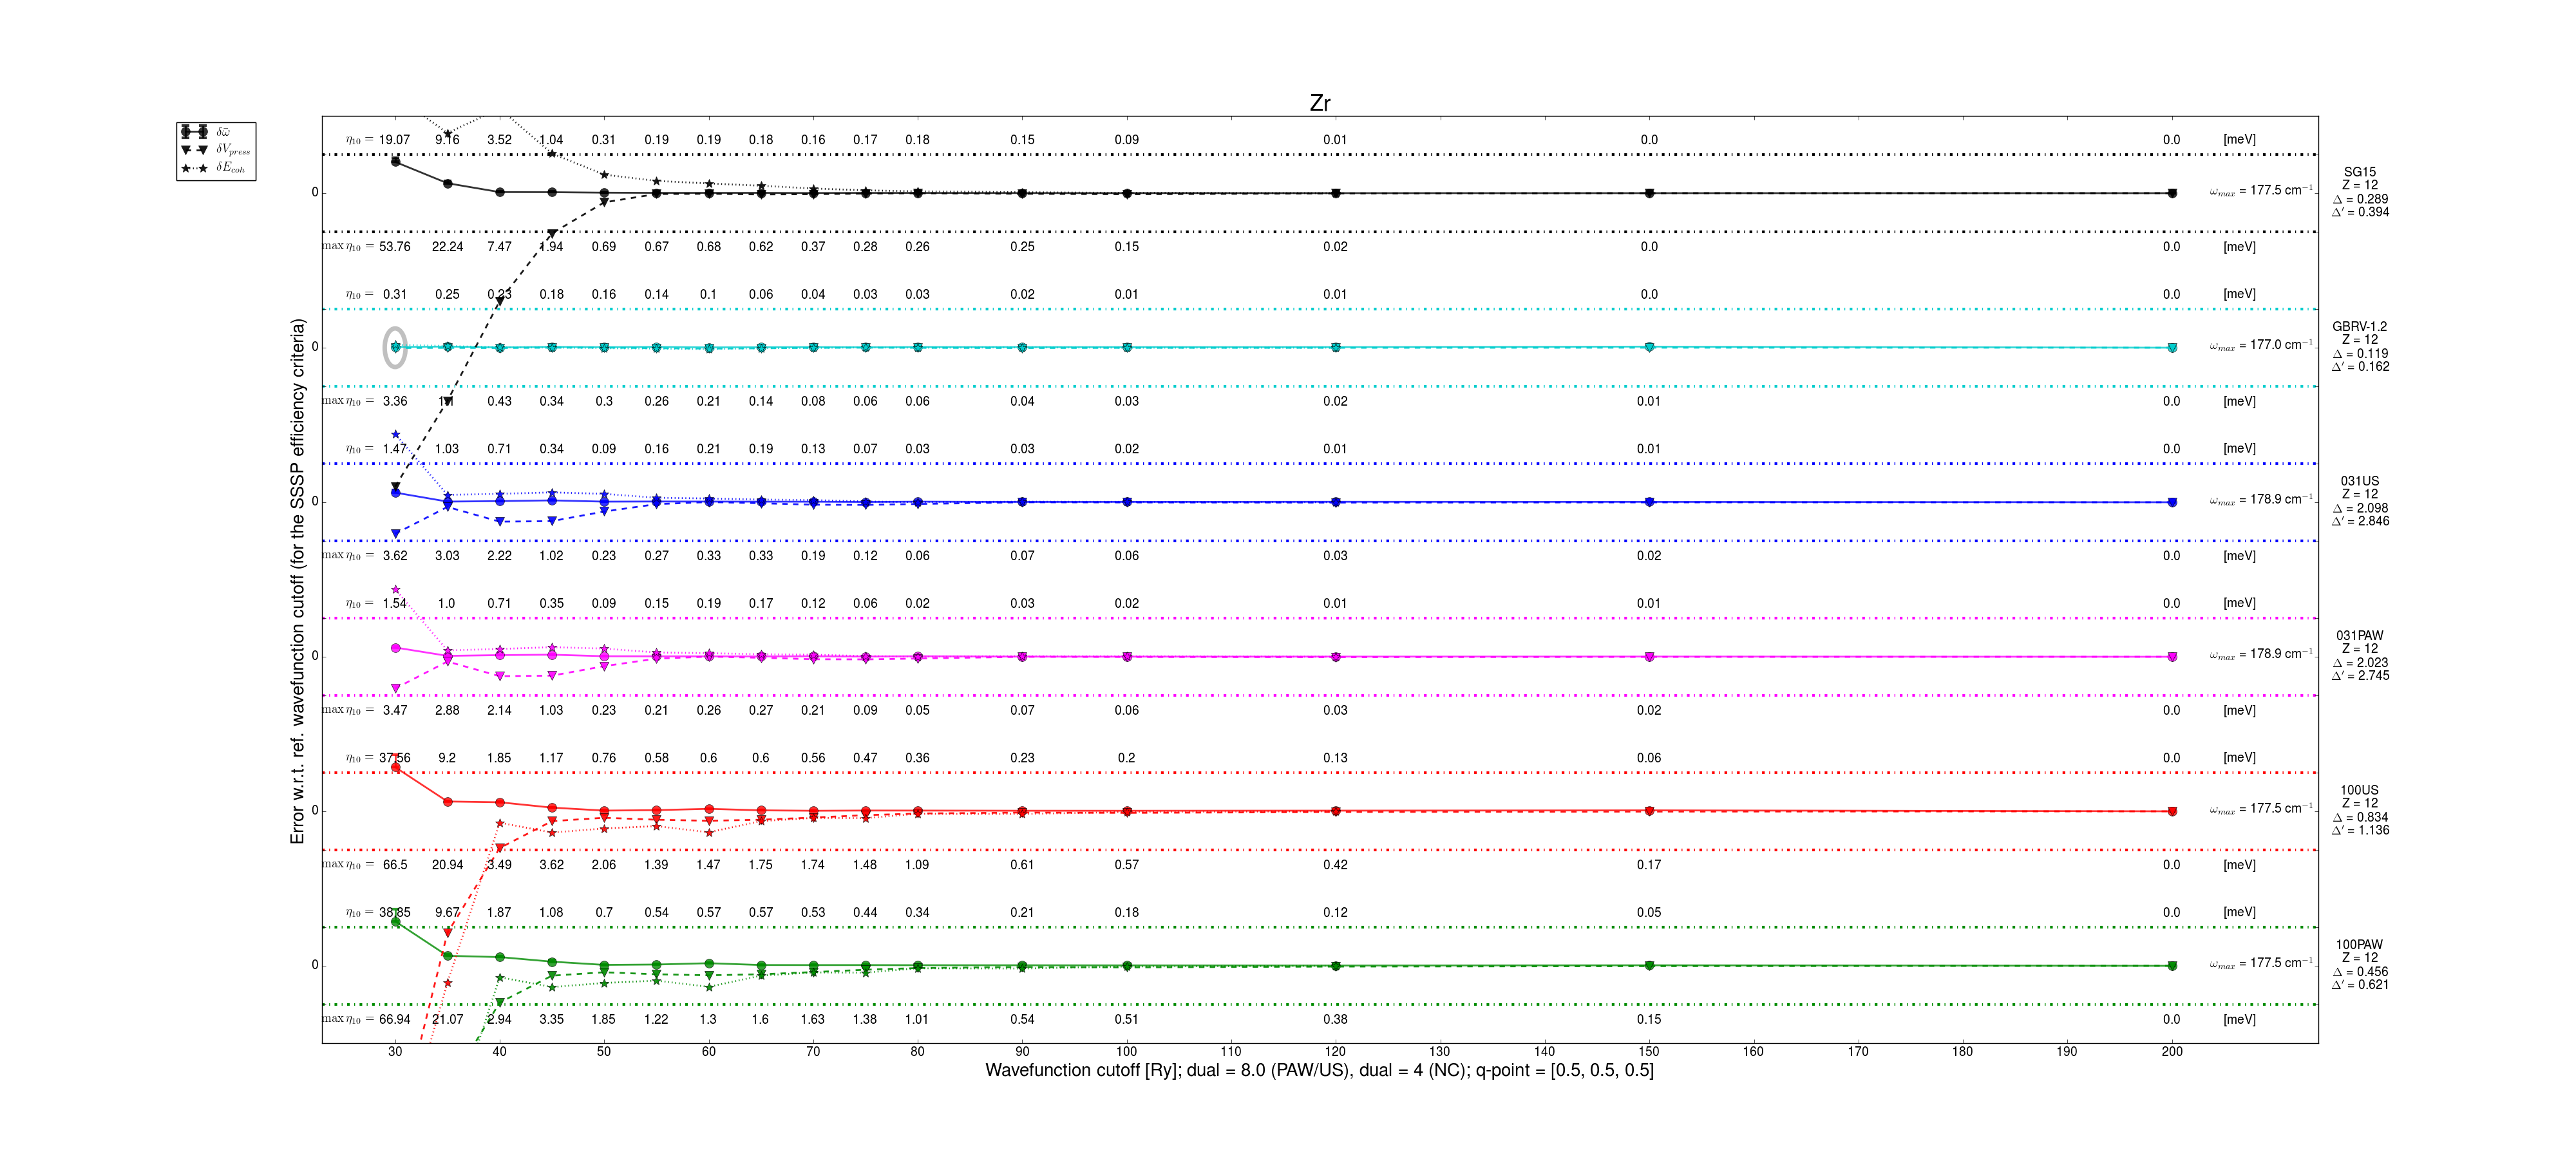 Zr
δω̄
δV_press
δE_coh
η₁₀ = 19.07 9.16 3.52 1.04 0.31 0.19 0.19 0.18 0.16 0.17 0.18 0.15 0.09 0.01 0.0 0.0 [meV]
0
ω_max = 177.5 cm⁻¹
SG15
Z = 12
Δ = 0.289
Δ′ = 0.394
max η₁₀ = 53.76 22.24 7.47 1.94 0.69 0.67 0.68 0.62 0.37 0.28 0.26 0.25 0.15 0.02 0.0 0.0 [meV]
η₁₀ = 0.31 0.25 0.23 0.18 0.16 0.14 0.1 0.06 0.04 0.03 0.03 0.02 0.01 0.01 0.0 0.0 [meV]
0
ω_max = 177.0 cm⁻¹
GBRV-1.2
Z = 12
Δ = 0.119
Δ′ = 0.162
max η₁₀ = 3.36 0.43 0.34 0.3 0.26 0.21 0.14 0.08 0.06 0.06 0.04 0.03 0.02 0.01 0.0 [meV]
η₁₀ = 1.47 1.03 0.71 0.34 0.09 0.16 0.21 0.19 0.13 0.07 0.03 0.03 0.02 0.01 0.01 0.0 [meV]
0
ω_max = 178.9 cm⁻¹
031US
Z = 12
Δ = 2.098
Δ′ = 2.846
max η₁₀ = 3.62 3.03 2.22 1.02 0.23 0.27 0.33 0.33 0.19 0.12 0.06 0.07 0.06 0.03 0.02 0.0 [meV]
η₁₀ = 1.54 1.0 0.71 0.35 0.09 0.15 0.19 0.17 0.12 0.06 0.02 0.03 0.02 0.01 0.01 0.0 [meV]
0
ω_max = 178.9 cm⁻¹
031PAW
Z = 12
Δ = 2.023
Δ′ = 2.745
max η₁₀ = 3.47 2.88 2.14 1.03 0.23 0.21 0.26 0.27 0.21 0.09 0.05 0.07 0.06 0.03 0.02 0.0 [meV]
η₁₀ = 37.56 9.2 1.85 1.17 0.76 0.58 0.6 0.6 0.56 0.47 0.36 0.23 0.2 0.13 0.06 0.0 [meV]
0
ω_max = 177.5 cm⁻¹
100US
Z = 12
Δ = 0.834
Δ′ = 1.136
max η₁₀ = 66.5 20.94 3.49 3.62 2.06 1.39 1.47 1.75 1.74 1.48 1.09 0.61 0.57 0.42 0.17 0.0 [meV]
η₁₀ = 38.85 9.67 1.87 1.08 0.7 0.54 0.57 0.57 0.53 0.44 0.34 0.21 0.18 0.12 0.05 0.0 [meV]
0
ω_max = 177.5 cm⁻¹
100PAW
Z = 12
Δ = 0.456
Δ′ = 0.621
max η₁₀ = 66.94 21.07 2.94 3.35 1.85 1.22 1.3 1.6 1.63 1.38 1.01 0.54 0.51 0.38 0.15 0.0 [meV]
30 40 50 60 70 80 90 100 110 120 130 140 150 160 170 180 190 200
Wavefunction cutoff [Ry]; dual = 8.0 (PAW/US), dual = 4 (NC); q-point = [0.5, 0.5, 0.5]
Error w.r.t. ref. wavefunction cutoff (for the SSSP efficiency criteria)